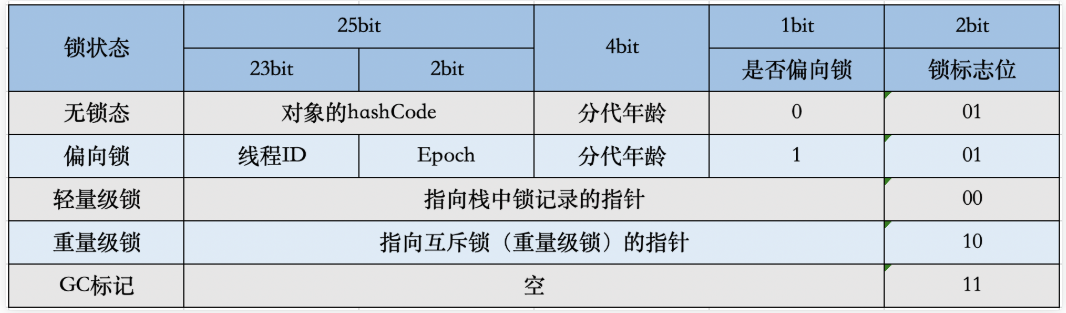 锁状态 25bit 4bit 1bit 2bit
23bit 2bit 是否偏向锁 锁标志位
无锁态 对象的hashCode 分代年龄 0 01
偏向锁 线程ID Epoch 分代年龄 1 01
轻量级锁 指向栈中锁记录的指针 00
重量级锁 指向互斥锁（重量级锁）的指针 10
GC标记 空 11